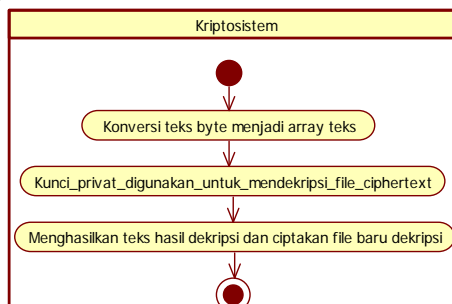 Kriptosistem
Konversi teks byte menjadi array teks
Kunci_privat_digunakan_untuk_mendekripsi_file_ciphertext
Menghasilkan teks hasil dekripsi dan ciptakan file baru dekripsi